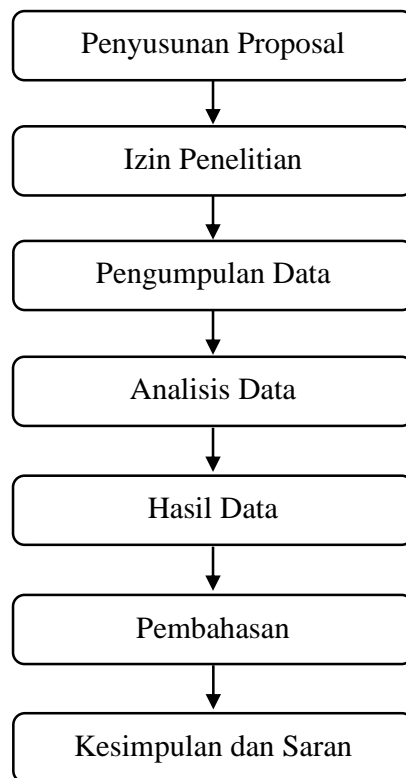 Penyusunan Proposal
Izin Penelitian
Pengumpulan Data
Analisis Data
Hasil Data
Pembahasan
Kesimpulan dan Saran